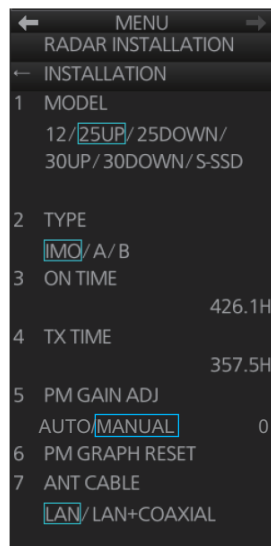 ← MENU →
RADAR INSTALLATION
← INSTALLATION
1 MODEL
12/25UP/25DOWN/
30UP/30DOWN/S-SSD
2 TYPE
IMO/A/B
3 ON TIME
426.1H
4 TX TIME
357.5H
5 PM GAIN ADJ
AUTO/MANUAL 0
6 PM GRAPH RESET
7 ANT CABLE
LAN/LAN+COAXIAL